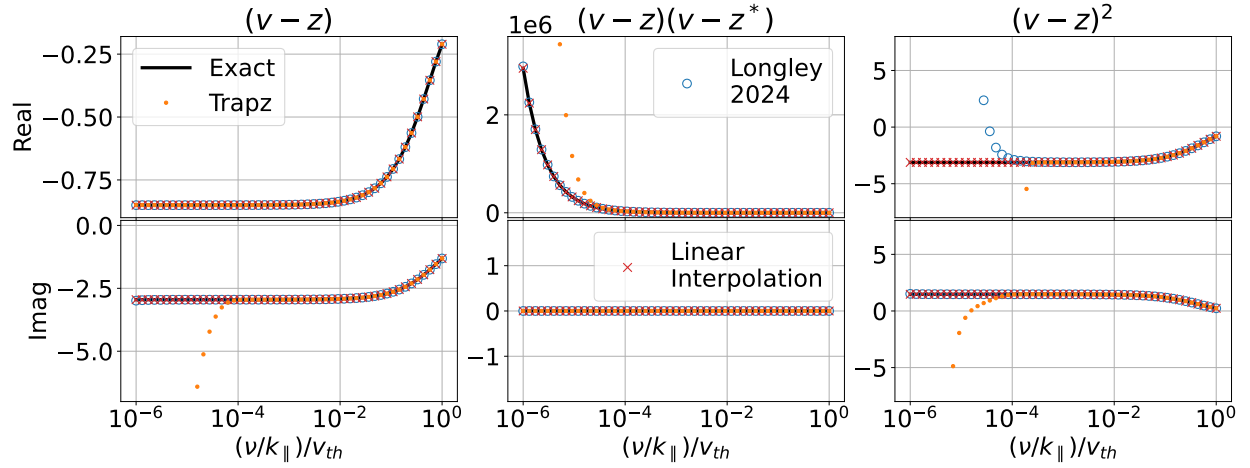 (v − z)
(v − z)(v − z*)
(v − z)²
1e6
Real
−0.25
−0.50
−0.75
Exact
Trapz
2
0
Longley
2024
5
0
−5
Imag
0.0
−2.5
−5.0
1
0
−1
Linear
Interpolation
5
0
−5
10⁻⁶ 10⁻⁴ 10⁻² 10⁰
10⁻⁶ 10⁻⁴ 10⁻² 10⁰
10⁻⁶ 10⁻⁴ 10⁻² 10⁰
(ν/k∥)/vth
(ν/k∥)/vth
(ν/k∥)/vth